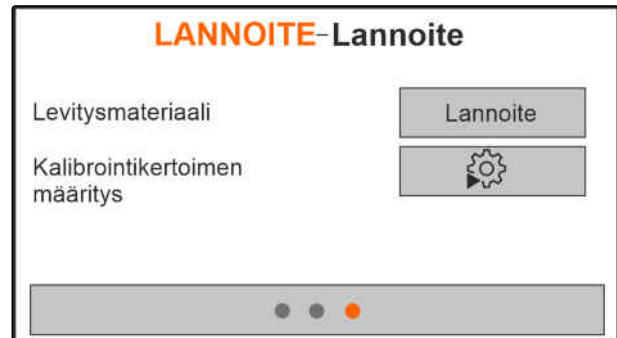 LANNOITE-Lannoite
Levitysmateriaali
Lannoite
Kalibrointikertoimen
määritys